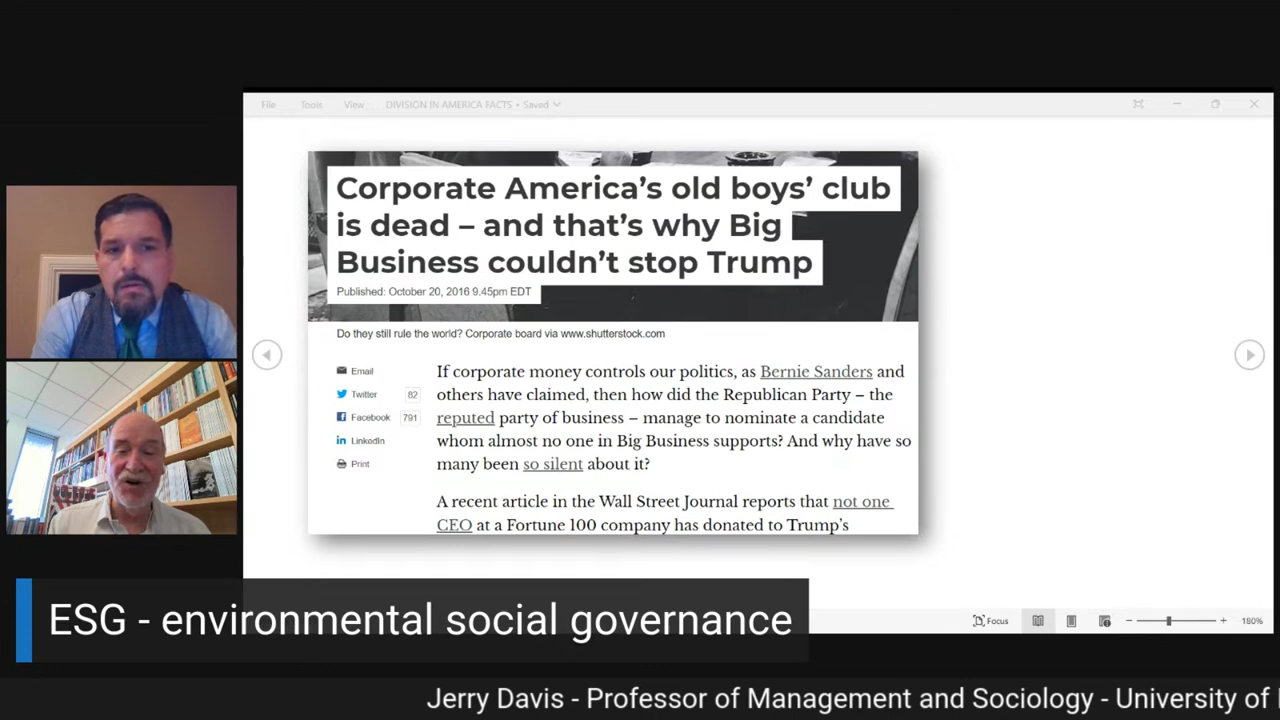 File Tools View DIVISION IN AMERICA FACTS • Saved
Corporate America's old boys' club
is dead – and that's why Big
Business couldn't stop Trump
Published: October 20, 2016 9.45pm EDT
Do they still rule the world? Corporate board via www.shutterstock.com
Email
Twitter 82
Facebook 791
LinkedIn
Print
If corporate money controls our politics, as Bernie Sanders and
others have claimed, then how did the Republican Party – the
reputed party of business – manage to nominate a candidate
whom almost no one in Big Business supports? And why have so
many been so silent about it?
A recent article in the Wall Street Journal reports that not one
CEO at a Fortune 100 company has donated to Trump's
ESG - environmental social governance
Focus
180%
Jerry Davis - Professor of Management and Sociology - University of